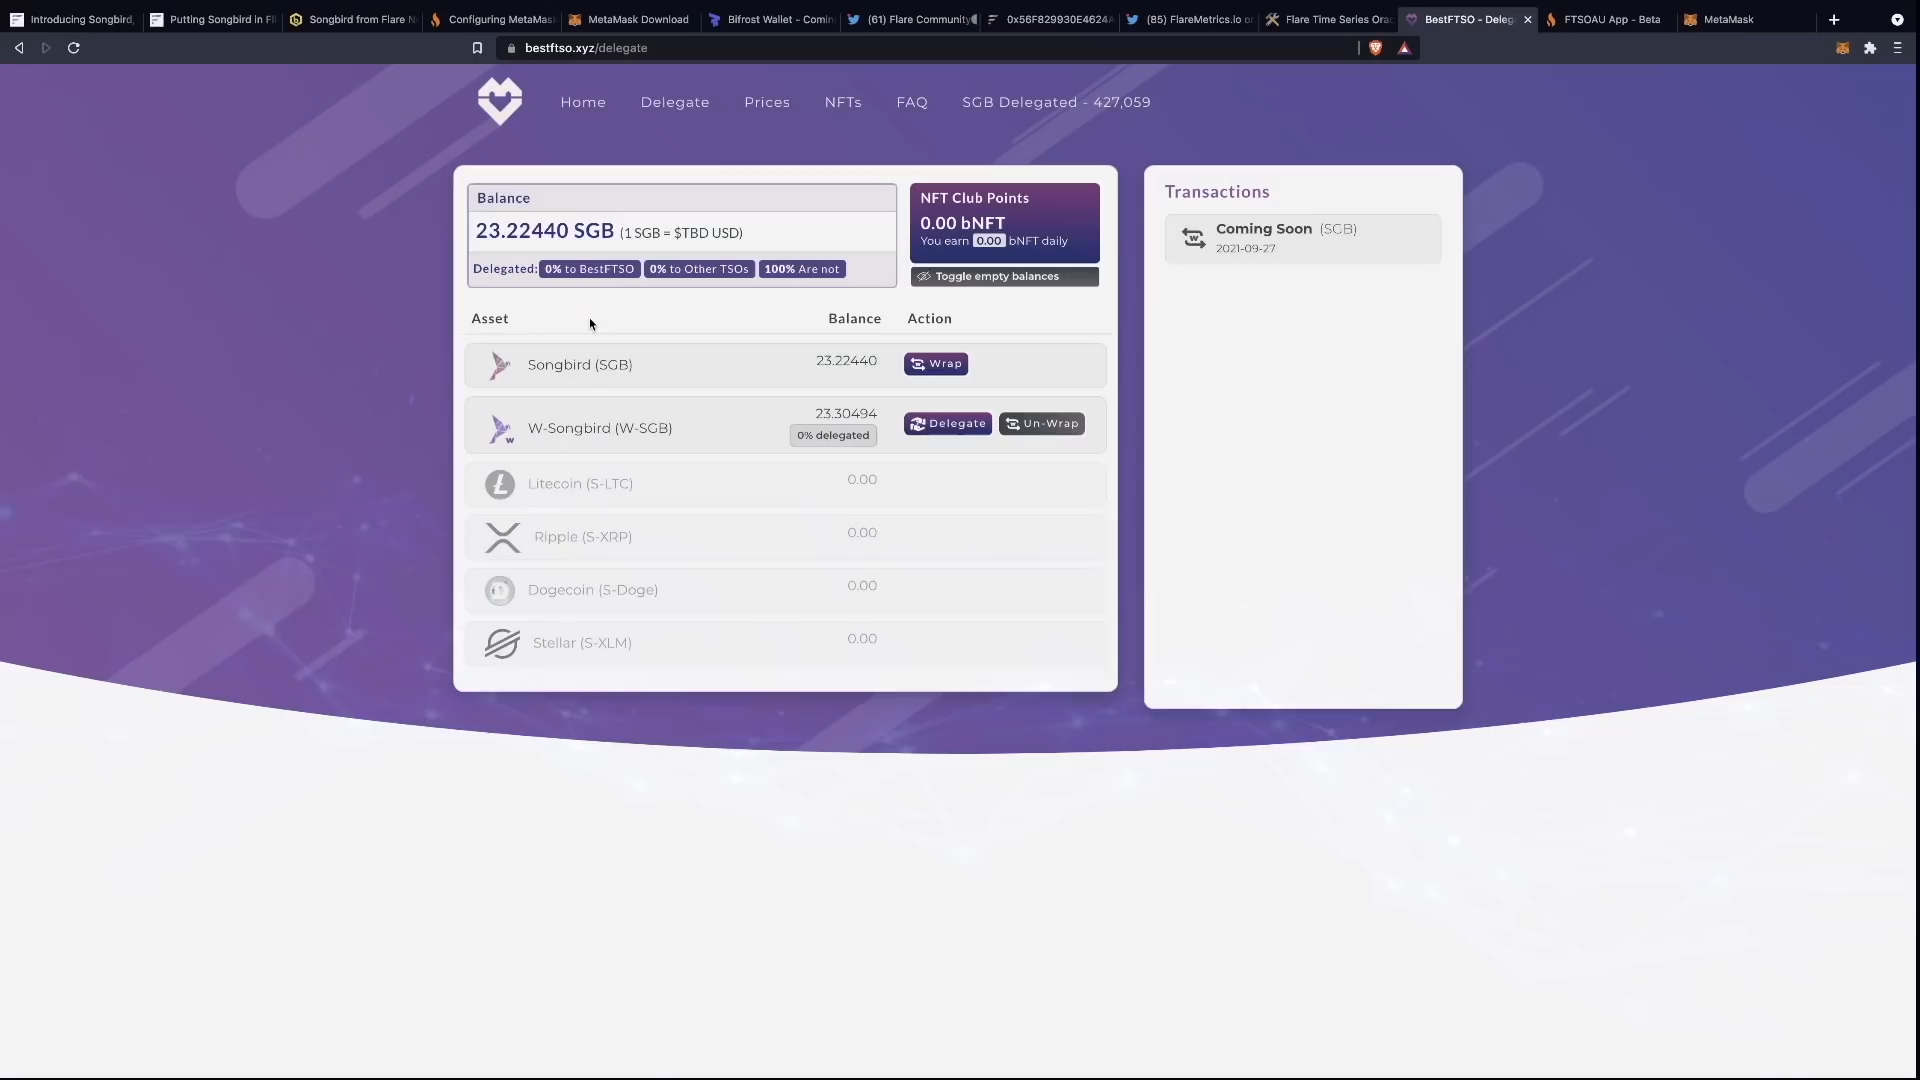 Introducing Songbird,
Putting Songbird in Fl
Songbird from Flare N
Configuring MetaMas
MetaMask Download
Bifrost Wallet - Comin
(61) Flare Community
0x56F829930E4624
(85) FlareMetrics.io o
Flare Time Series Orac
BestFTSO - Deleg
FTSOAU App - Beta
MetaMask
bestftso.xyz/delegate
Home
Delegate
Prices
NFTs
FAQ
SGB Delegated - 427,059
Balance
23.22440 SGB (1 SGB = $TBD USD)
Delegated: 0% to BestFTSO 0% to Other TSOs 100% Are not
NFT Club Points
0.00 bNFT
You earn 0.00 bNFT daily
Toggle empty balances
Asset Balance Action
Songbird (SGB) 23.22440 Wrap
W-Songbird (W-SGB) 23.30494 Delegate Un-Wrap
0% delegated
Litecoin (S-LTC) 0.00
Ripple (S-XRP) 0.00
Dogecoin (S-Doge) 0.00
Stellar (S-XLM) 0.00
Transactions
Coming Soon (SGB)
2021-09-27